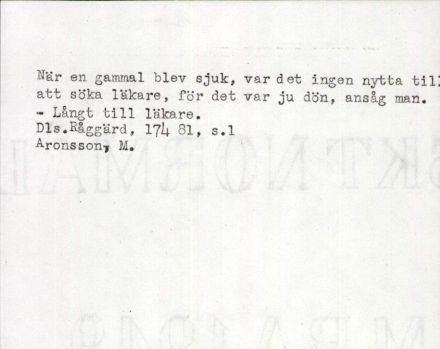 När en gammal blev sjuk, var det ingen nytta till
att söka läkare, för det var ju dön, ansåg man.
- Långt till läkare.
Dls.Råggärd, 174 81, s.1
Aronsson, M.